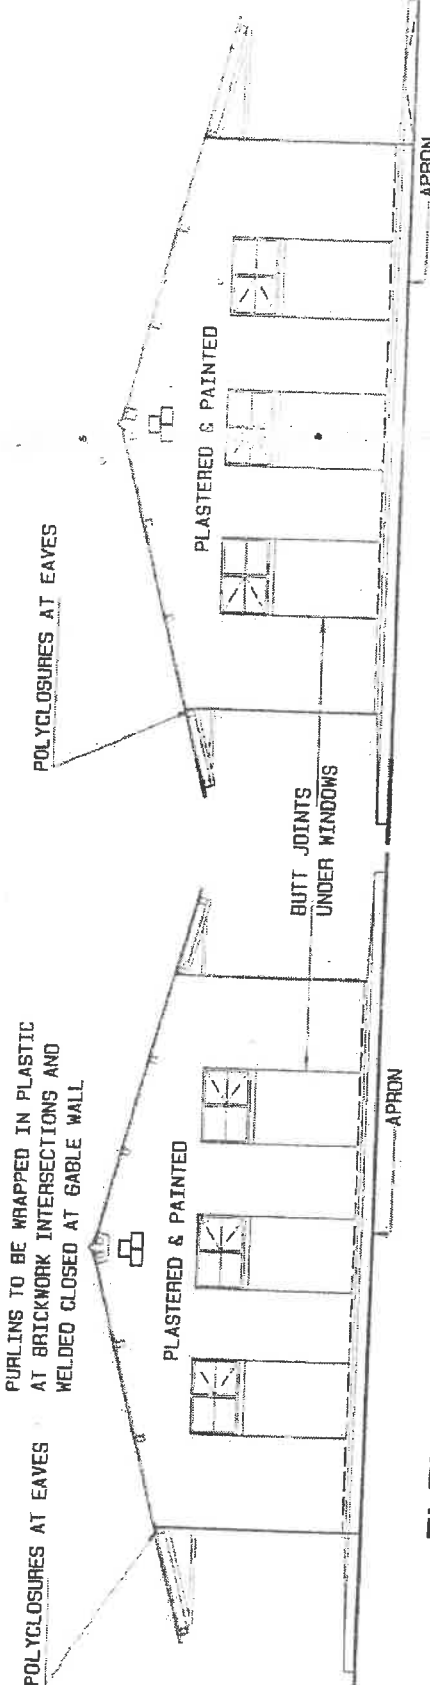 POLYCLOSURES AT EAVES
PURLINS TO BE WRAPPED IN PLASTIC
AT BRICKWORK INTERSECTIONS AND
WELDED CLOSED AT GABLE WALL
PLASTERED & PAINTED
APRON
BUTT JOINTS
UNDER WINDOWS
POLYCLOSURES AT EAVES
PLASTERED & PAINTED
APRON